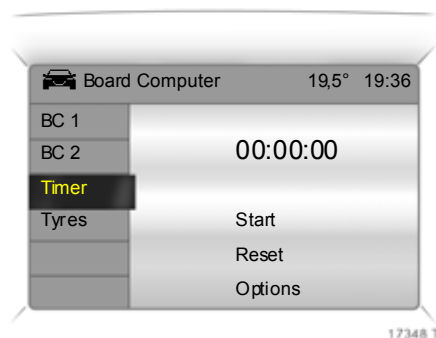 Board Computer 19,5° 19:36
BC 1
BC 2
00:00:00
Timer
Tyres
Start
Reset
Options
17348 T